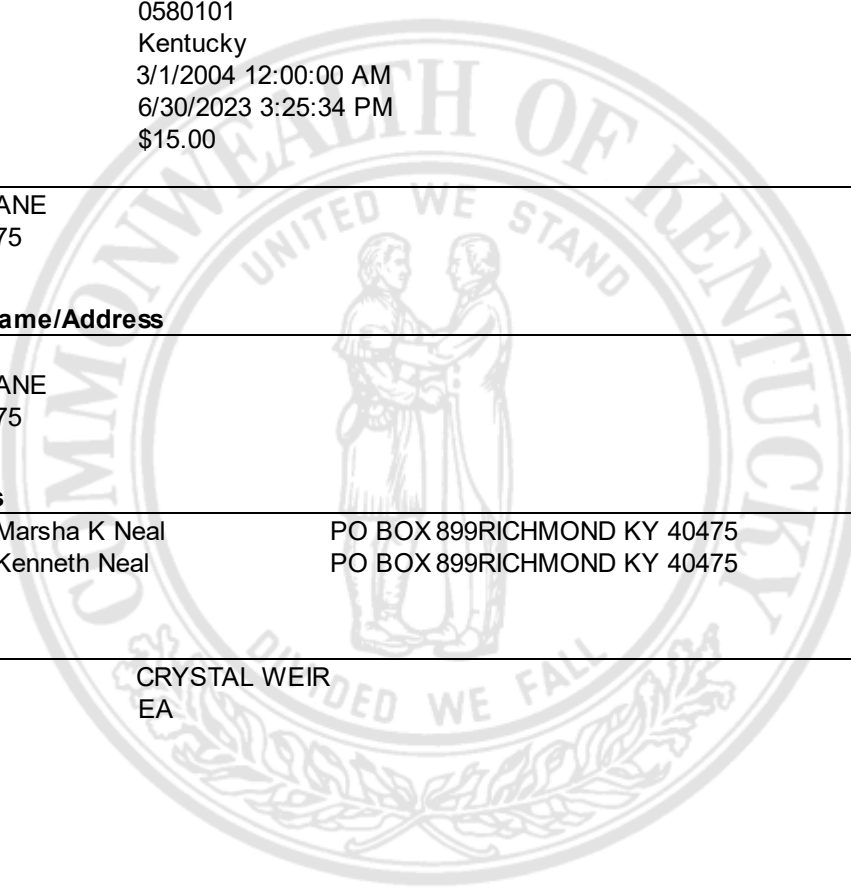 0580101
Kentucky
3/1/2004 12:00:00 AM
6/30/2023 3:25:34 PM
$15.00
ANE
75
ame/Address
ANE
75
s
Marsha K Neal PO BOX 899RICHMOND KY 40475
Kenneth Neal PO BOX 899RICHMOND KY 40475
CRYSTAL WEIR
EA
COMMONWEALTH OF KENTUCKY
UNITED WE STAND
DIVIDED WE FALL